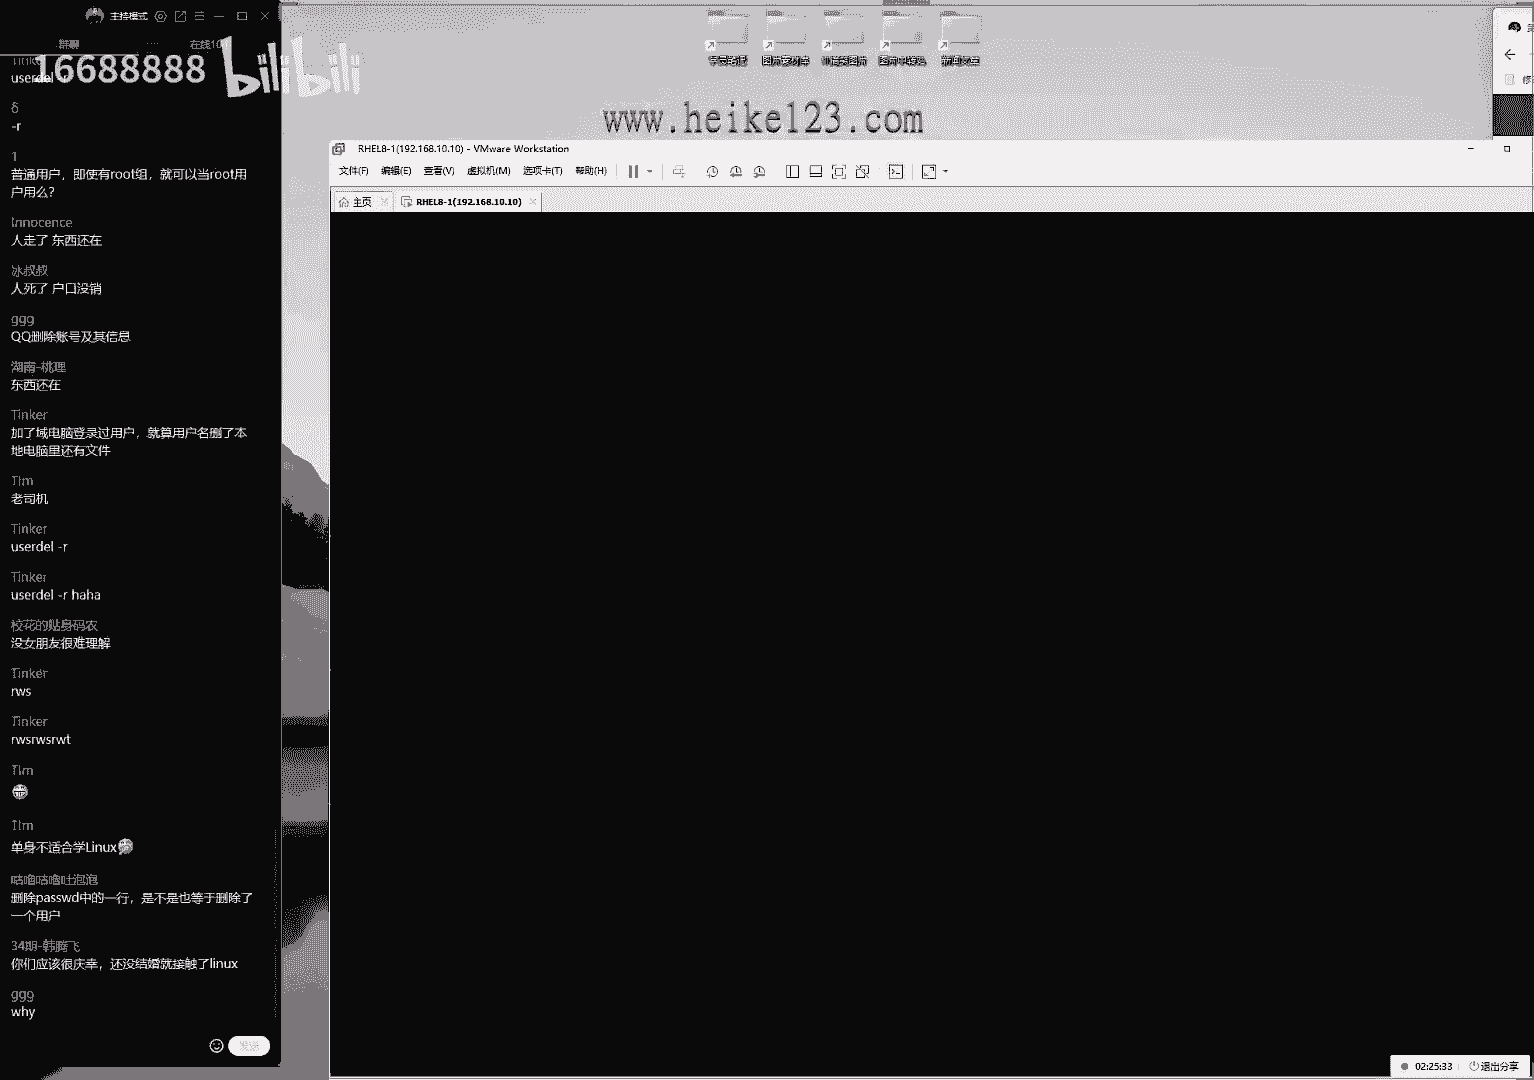 主持模式
群聊
在线10
16688888
bilibili
userdel -r
δ
-r
1
普通用户，即使有root组，就可以当root用
户用么？
Innocence
人走了 东西还在
冰叔叔
人死了 户口没销
ggg
QQ删除账号及其信息
湖南-桃理
东西还在
Tinker
加了域电脑登录过用户，就算用户名删了本
地电脑里还有文件
Tim
老司机
Tinker
userdel -r
Tinker
userdel -r haha
校花的贴身码农
没女朋友很难理解
Tinker
rws
Tinker
rwsrwsrwt
Tim
Tim
单身不适合学Linux
咕噜咕噜吐泡泡
删除passwd中的一行，是不是也等于删除了
一个用户
34期-韩腾飞
你们应该很庆幸，还没结婚就接触了linux
ggg
why
发送
www.heike123.com
RHEL8-1(192.168.10.10) - VMware Workstation
文件(F) 编辑(E) 查看(V) 虚拟机(M) 选项卡(T) 帮助(H)
主页 RHEL8-1(192.168.10.10)
02:25:33 退出分享